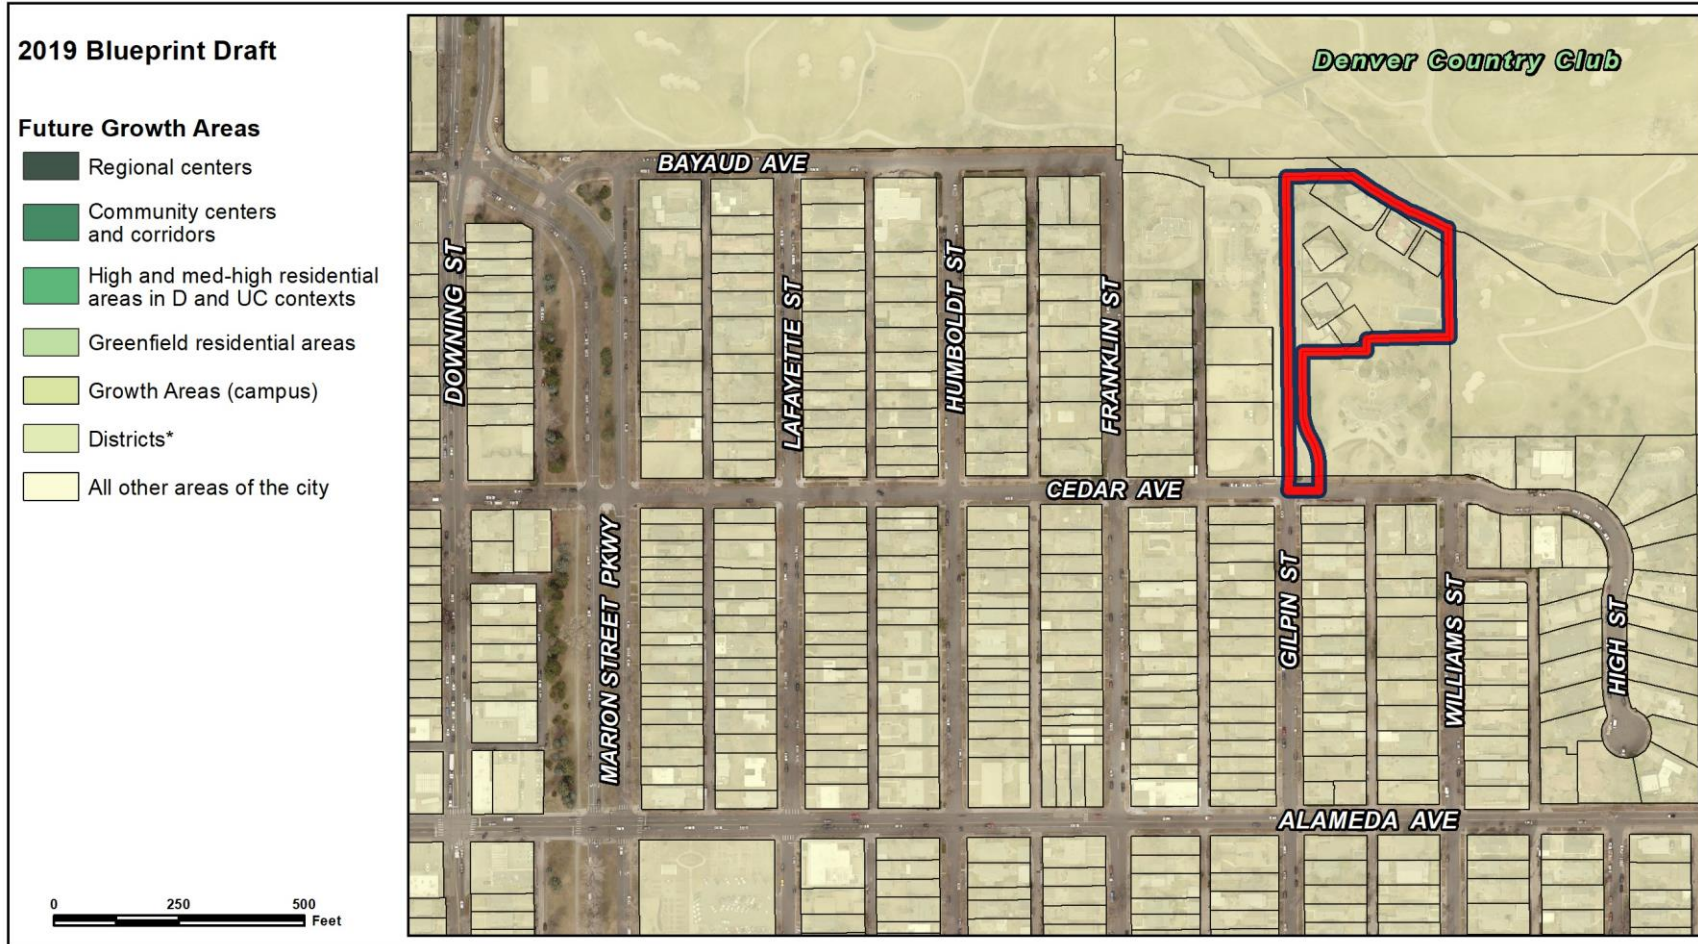 2019 Blueprint Draft
Future Growth Areas
Regional centers
Community centers
and corridors
High and med-high residential
areas in D and UC contexts
Greenfield residential areas
Growth Areas (campus)
Districts*
All other areas of the city
0 250 500
Feet
Denver Country Club
BAYAUD AVE
DOWNING ST
LAFAYETTE ST
HUMBOLDT ST
FRANKLIN ST
CEDAR AVE
MARION STREET PKWY
GILPIN ST
WILLIAMS ST
HIGH ST
ALAMEDA AVE